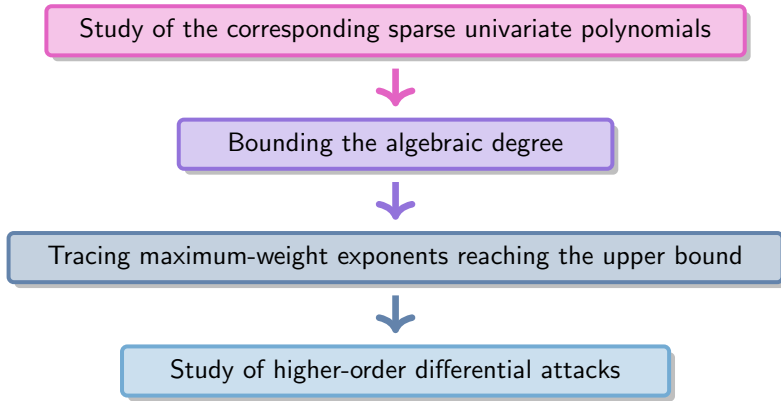 Study of the corresponding sparse univariate polynomials
Bounding the algebraic degree
Tracing maximum-weight exponents reaching the upper bound
Study of higher-order differential attacks